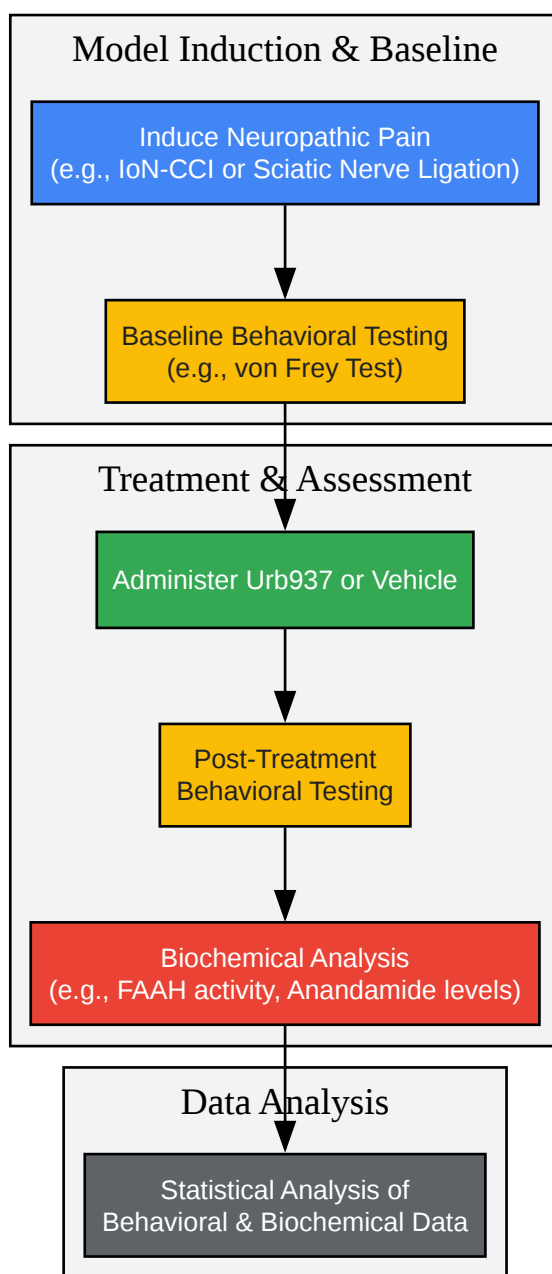 Model Induction & Baseline
Induce Neuropathic Pain
(e.g., IoN-CCI or Sciatic Nerve Ligation)
Baseline Behavioral Testing
(e.g., von Frey Test)
Treatment & Assessment
Administer Urb937 or Vehicle
Post-Treatment
Behavioral Testing
Biochemical Analysis
(e.g., FAAH activity, Anandamide levels)
Data Analysis
Statistical Analysis of
Behavioral & Biochemical Data